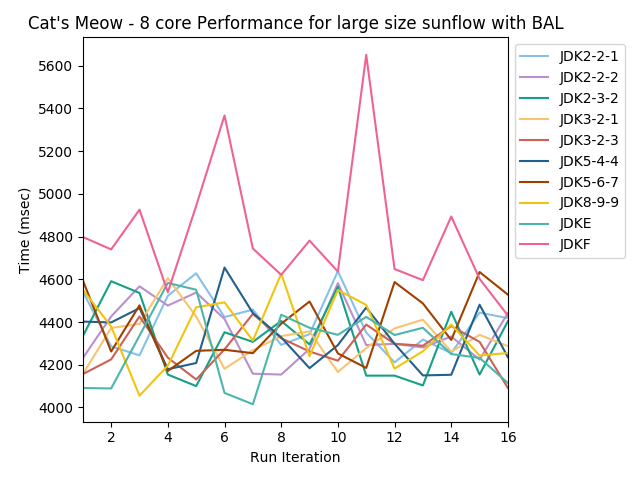 Cat's Meow - 8 core Performance for large size sunflow with BAL
Time (msec)
5600
5400
5200
5000
4800
4600
4400
4200
4000
2
4
6
8
10
12
14
16
Run Iteration
JDK2-2-1
JDK2-2-2
JDK2-3-2
JDK3-2-1
JDK3-2-3
JDK5-4-4
JDK5-6-7
JDK8-9-9
JDKE
JDKF